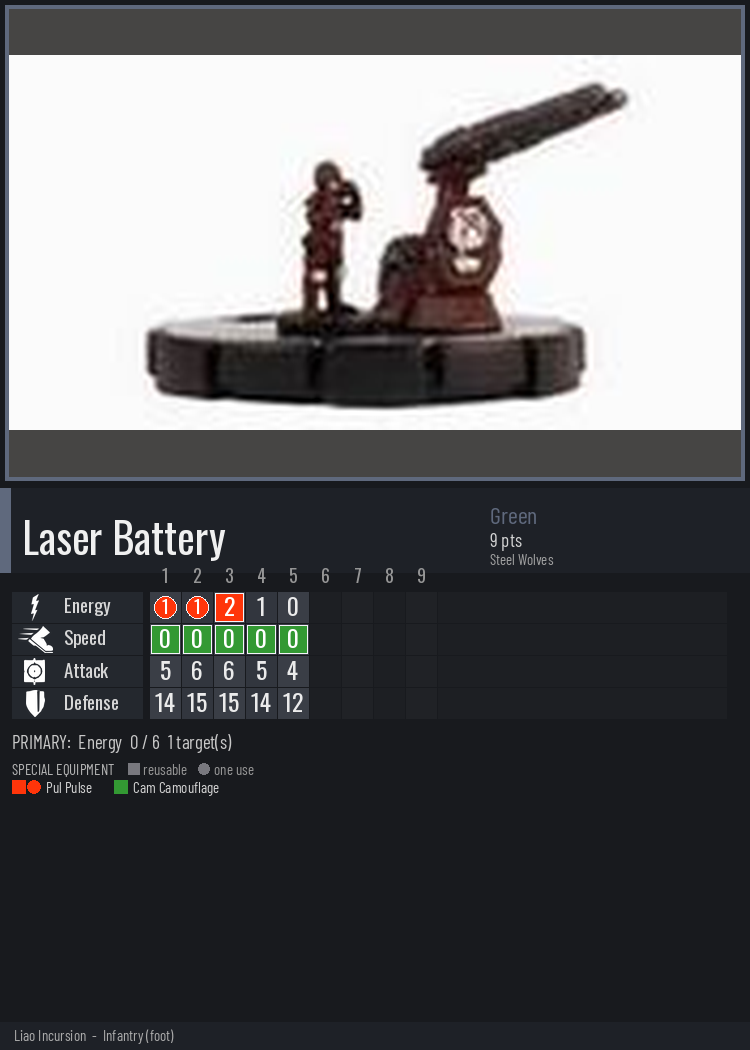 Laser Battery
Green
9 pts
Steel Wolves
1 2 3 4 5 6 7 8 9
Energy 1 1 2 1 0
Speed 0 0 0 0 0
Attack 5 6 6 5 4
Defense 14 15 15 14 12
PRIMARY: Energy 0 / 6 1 target(s)
SPECIAL EQUIPMENT reusable one use
Pul Pulse Cam Camouflage
Liao Incursion - Infantry (foot)